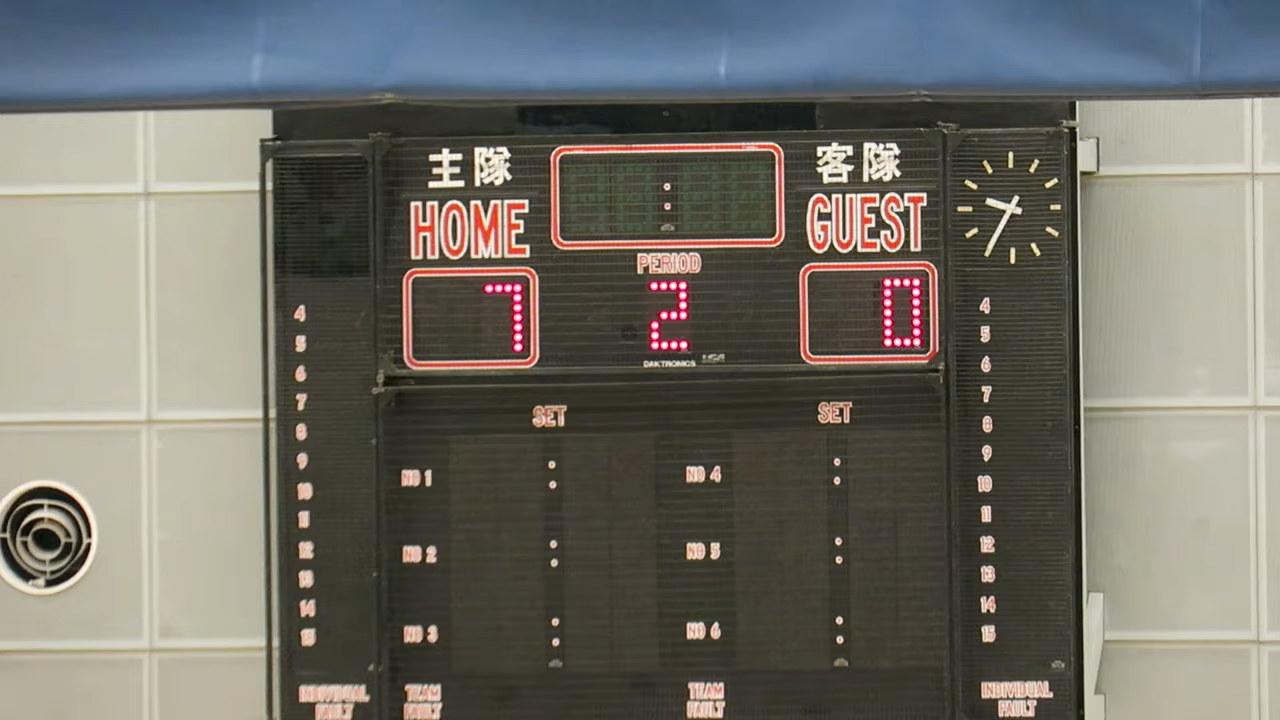 主隊
客隊
HOME
GUEST
PERIOD
7
2
0
DAKTRONICS
SET
SET
4
5
6
7
8
9
10
11
12
13
14
15
NO 1
NO 2
NO 3
NO 4
NO 5
NO 6
4
5
6
7
8
9
10
11
12
13
14
15
INDIVIDUAL
FAULT
TEAM
FAULT
TEAM
FAULT
INDIVIDUAL
FAULT